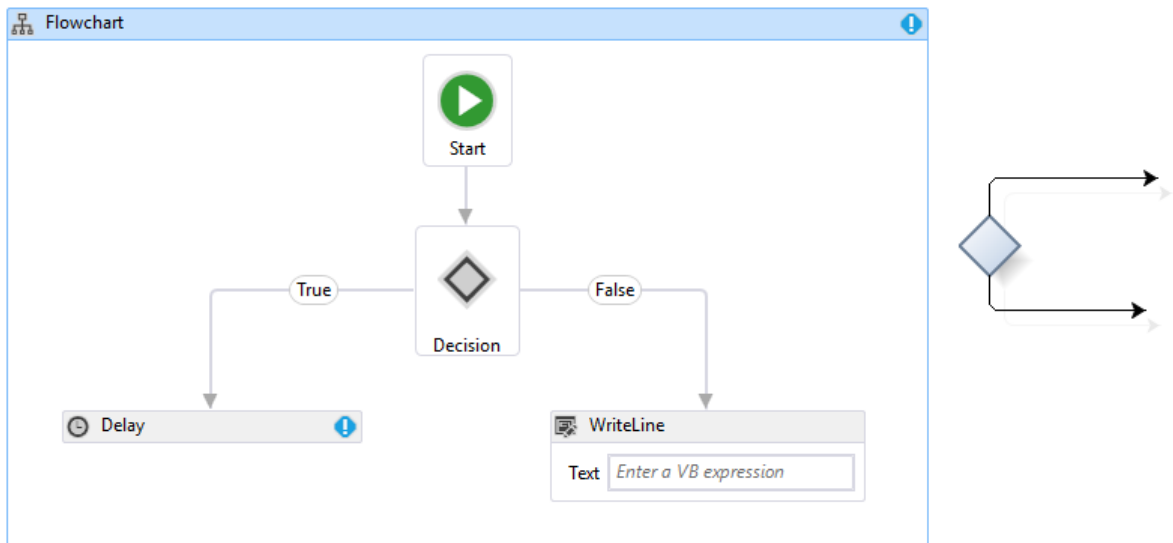 Flowchart
Start
True
False
Decision
Delay
WriteLine
Text Enter a VB expression